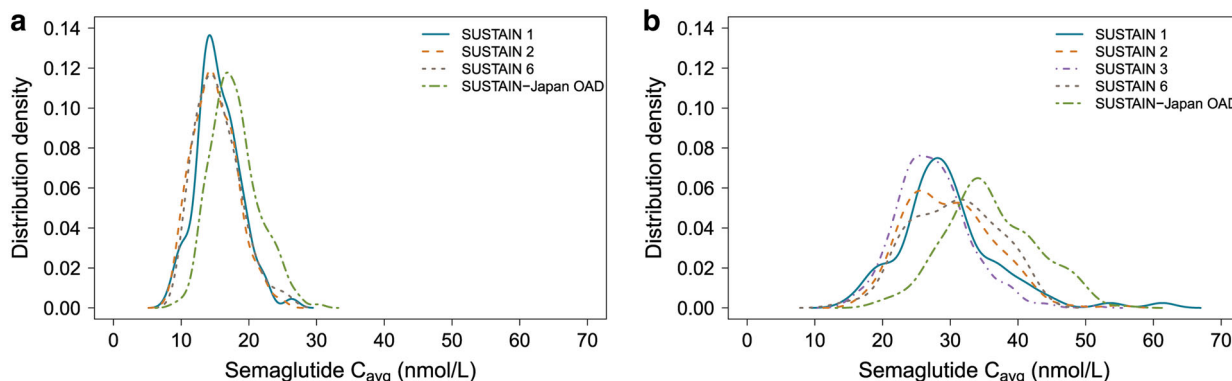 a
0.14
0.12
0.10
0.08
0.06
0.04
0.02
0.00
Distribution density
SUSTAIN 1
SUSTAIN 2
SUSTAIN 6
SUSTAIN–Japan OAD
0 10 20 30 40 50 60 70
Semaglutide Cavg (nmol/L)
b
0.14
0.12
0.10
0.08
0.06
0.04
0.02
0.00
Distribution density
SUSTAIN 1
SUSTAIN 2
SUSTAIN 3
SUSTAIN 6
SUSTAIN–Japan OAD
0 10 20 30 40 50 60 70
Semaglutide Cavg (nmol/L)